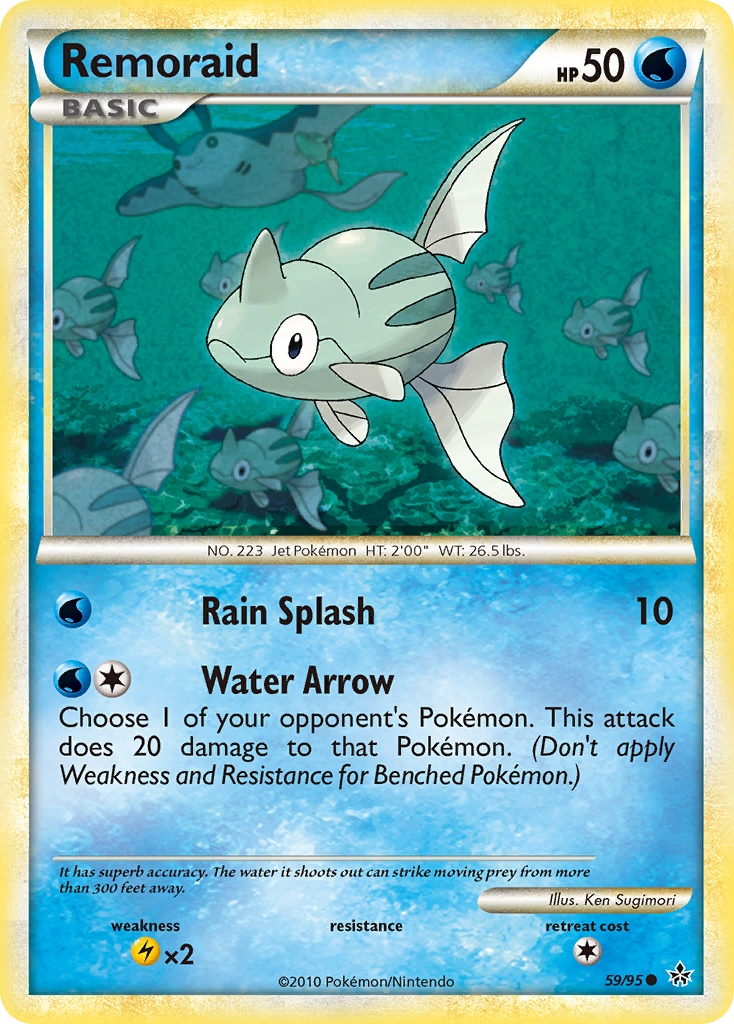 Remoraid
HP 50
BASIC
NO. 223 Jet Pokémon HT: 2'00" WT: 26.5 lbs.
Rain Splash 10
Water Arrow
Choose 1 of your opponent's Pokémon. This attack
does 20 damage to that Pokémon. (Don't apply
Weakness and Resistance for Benched Pokémon.)
It has superb accuracy. The water it shoots out can strike moving prey from more
than 300 feet away.
Illus. Ken Sugimori
weakness resistance retreat cost
×2
©2010 Pokémon/Nintendo 59/95